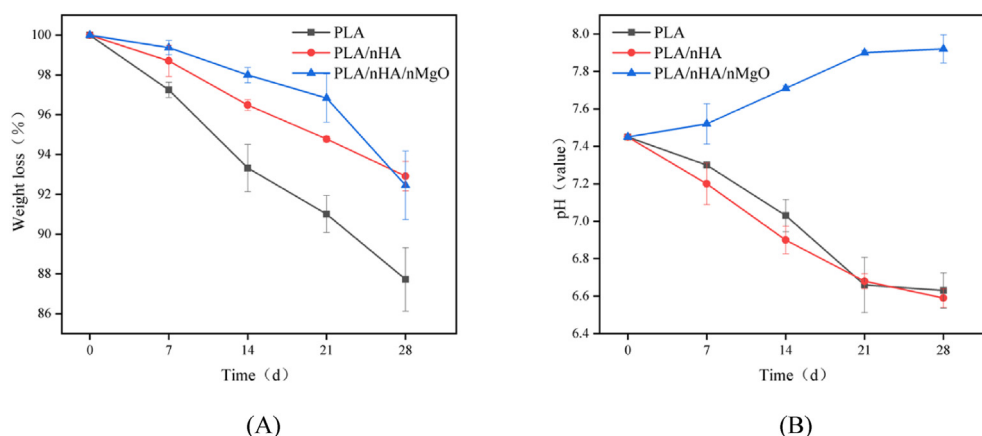 PLA
PLA/nHA
PLA/nHA/nMgO
100
98
96
94
92
90
88
86
Weight loss（%）
0 7 14 21 28
Time（d）
(A)
PLA
PLA/nHA
PLA/nHA/nMgO
8.0
7.8
7.6
7.4
7.2
7.0
6.8
6.6
6.4
pH（value）
0 7 14 21 28
Time（d）
(B)